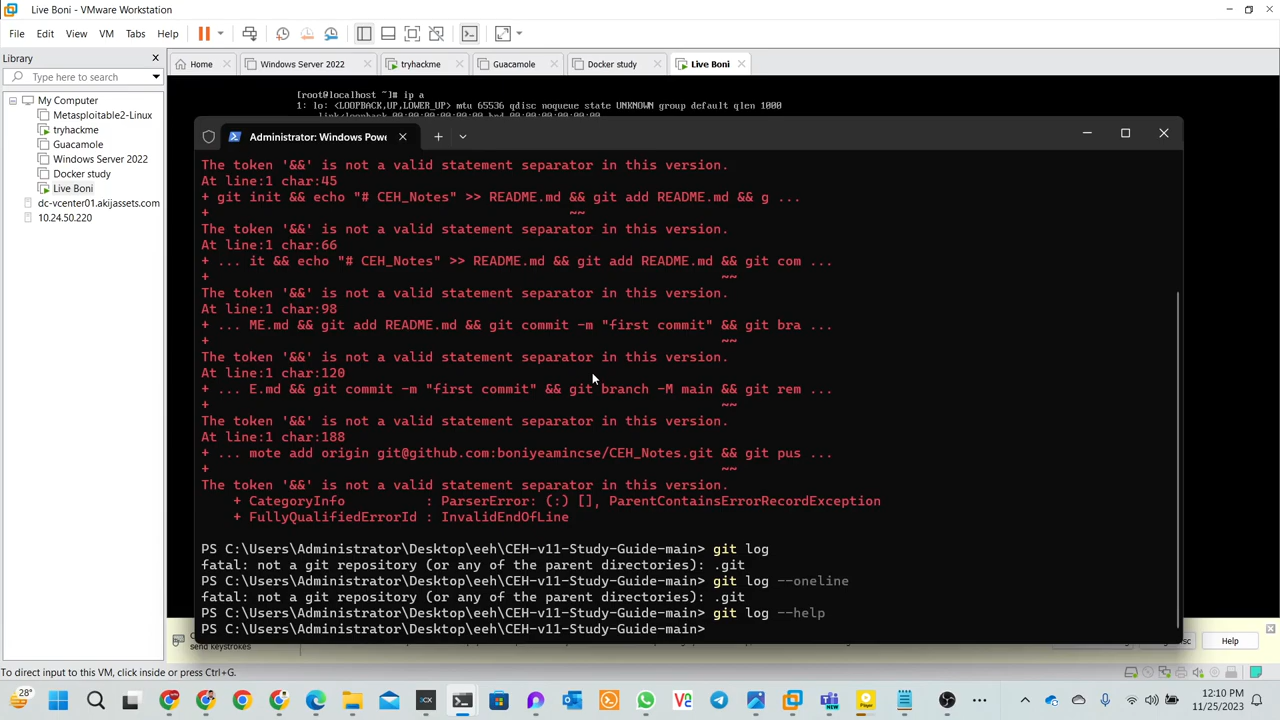 Live Boni - VMware Workstation
File Edit View VM Tabs Help
Library
Type here to search
Home
Windows Server 2022
tryhackme
Guacamole
Docker study
Live Boni
My Computer
Metasploitable2-Linux
tryhackme
Guacamole
Windows Server 2022
Docker study
Live Boni
dc-vcenter01.akijassets.com
10.24.50.220
[root@localhost ~]# ip a
1: lo: <LOOPBACK,UP,LOWER_UP> mtu 65536 qdisc noqueue state UNKNOWN group default qlen 1000
Administrator: Windows Powe
The token '&&' is not a valid statement separator in this version.
At line:1 char:45
+ git init && echo "# CEH_Notes" >> README.md && git add README.md && g ...
+ ~~
The token '&&' is not a valid statement separator in this version.
At line:1 char:66
+ ... it && echo "# CEH_Notes" >> README.md && git add README.md && git com ...
+ ~~
The token '&&' is not a valid statement separator in this version.
At line:1 char:98
+ ... ME.md && git add README.md && git commit -m "first commit" && git bra ...
+ ~~
The token '&&' is not a valid statement separator in this version.
At line:1 char:120
+ ... E.md && git commit -m "first commit" && git branch -M main && git rem ...
+ ~~
The token '&&' is not a valid statement separator in this version.
At line:1 char:188
+ ... mote add origin git@github.com:boniyeamincse/CEH_Notes.git && git pus ...
+ ~~
The token '&&' is not a valid statement separator in this version.
+ CategoryInfo : ParserError: (:) [], ParentContainsErrorRecordException
+ FullyQualifiedErrorId : InvalidEndOfLine
PS C:\Users\Administrator\Desktop\eeh\CEH-v11-Study-Guide-main> git log
fatal: not a git repository (or any of the parent directories): .git
PS C:\Users\Administrator\Desktop\eeh\CEH-v11-Study-Guide-main> git log --oneline
fatal: not a git repository (or any of the parent directories): .git
PS C:\Users\Administrator\Desktop\eeh\CEH-v11-Study-Guide-main> git log --help
PS C:\Users\Administrator\Desktop\eeh\CEH-v11-Study-Guide-main>
send keystrokes
Help
To direct input to this VM, click inside or press Ctrl+G.
28°
12:10 PM
11/25/2023